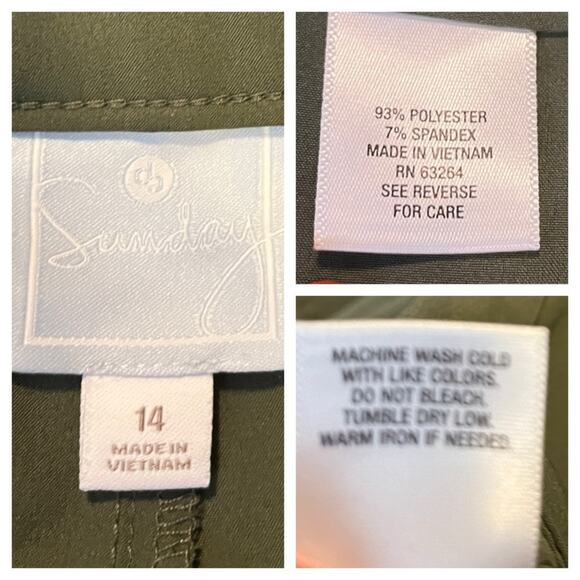 Sunday
14
MADE IN
VIETNAM
93% POLYESTER
7% SPANDEX
MADE IN VIETNAM
RN 63264
SEE REVERSE
FOR CARE
MACHINE WASH COLD
WITH LIKE COLORS.
DO NOT BLEACH.
TUMBLE DRY LOW.
WARM IRON IF NEEDED.